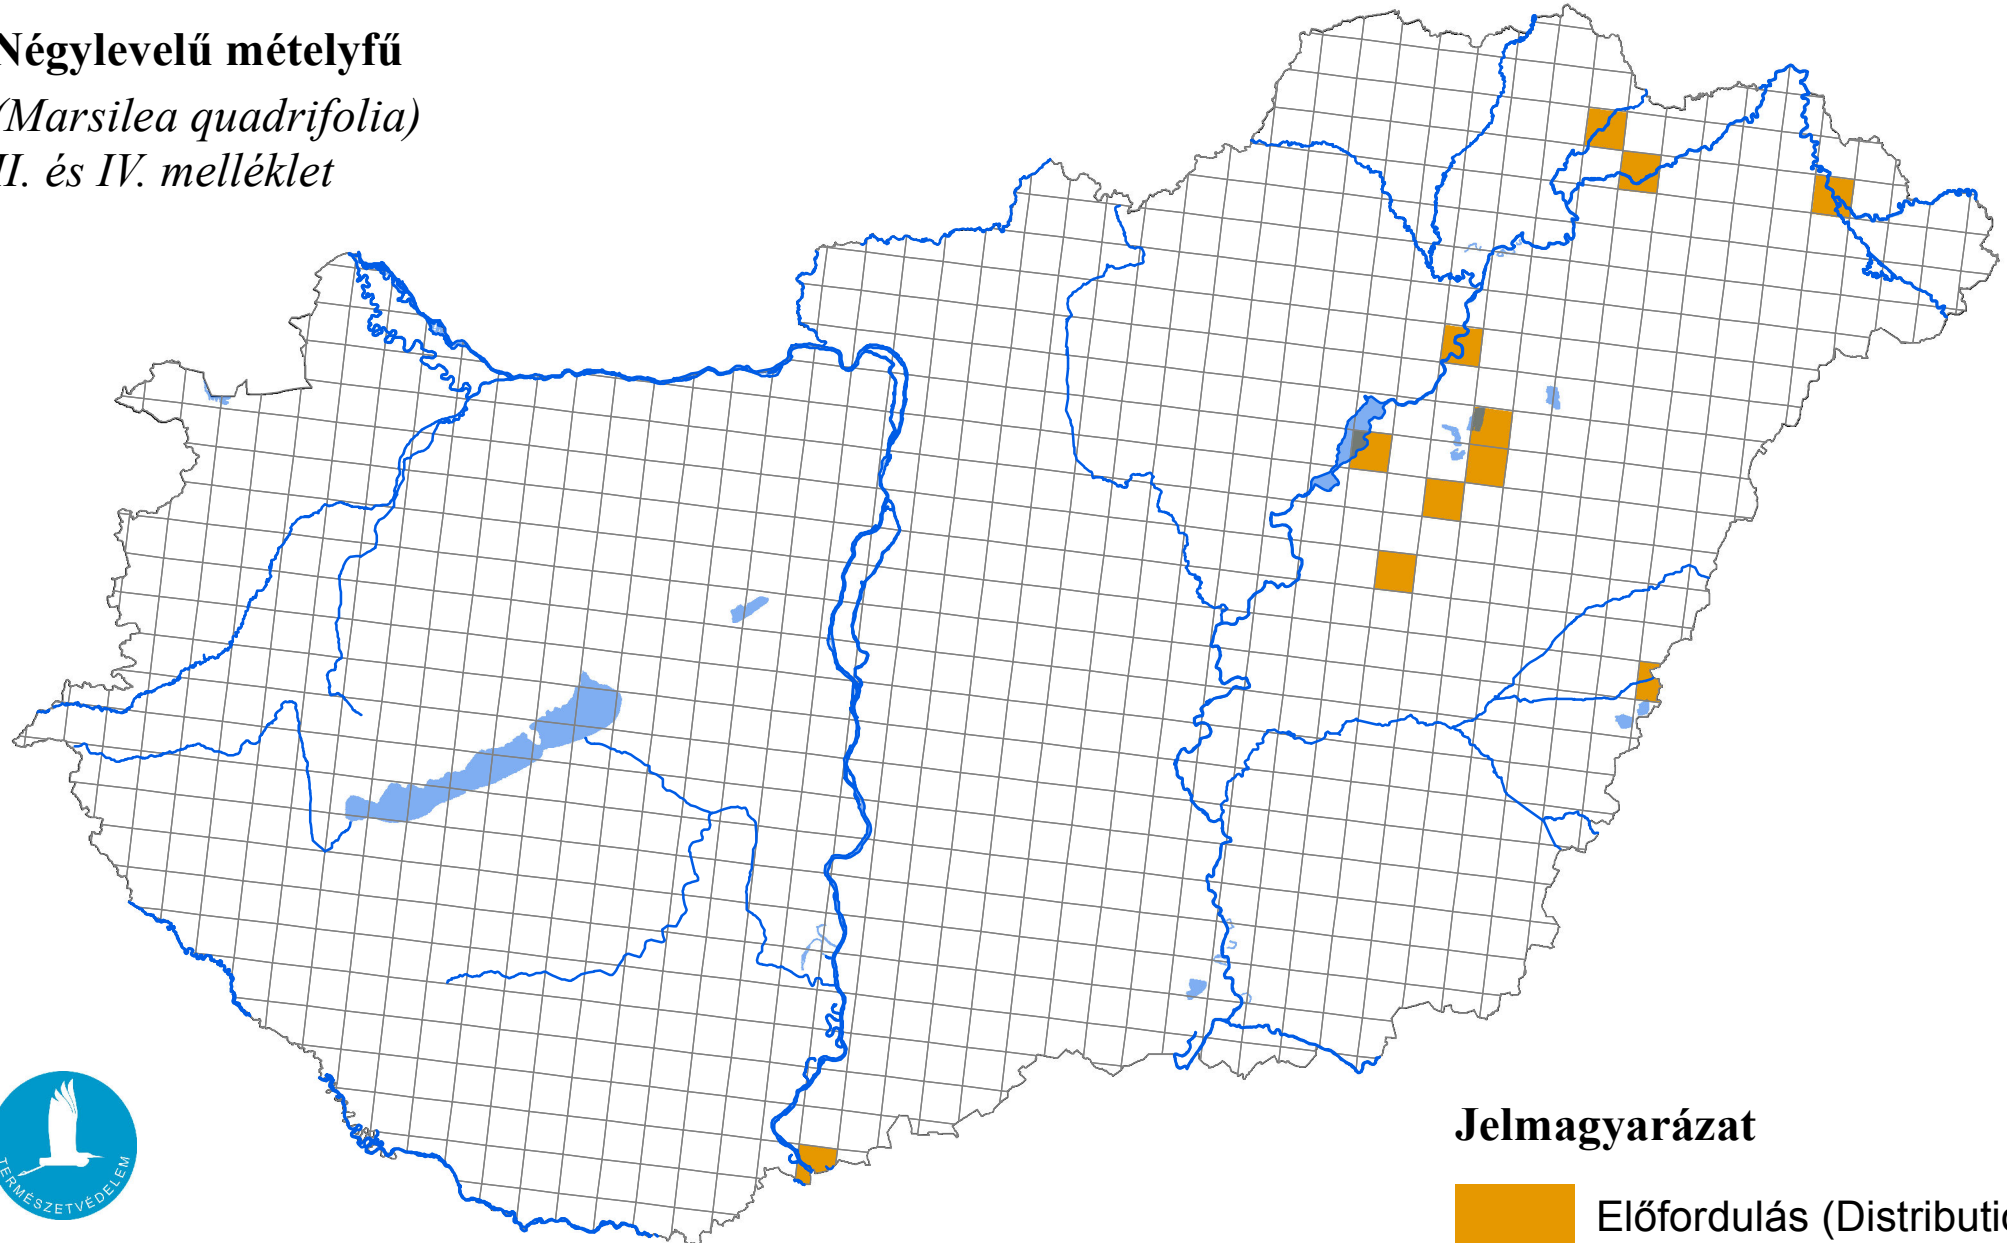 Négylevelű mételyfű
(Marsilea quadrifolia)
II. és IV. melléklet
TERMÉSZETVÉDELEM
Jelmagyarázat
Előfordulás (Distributio